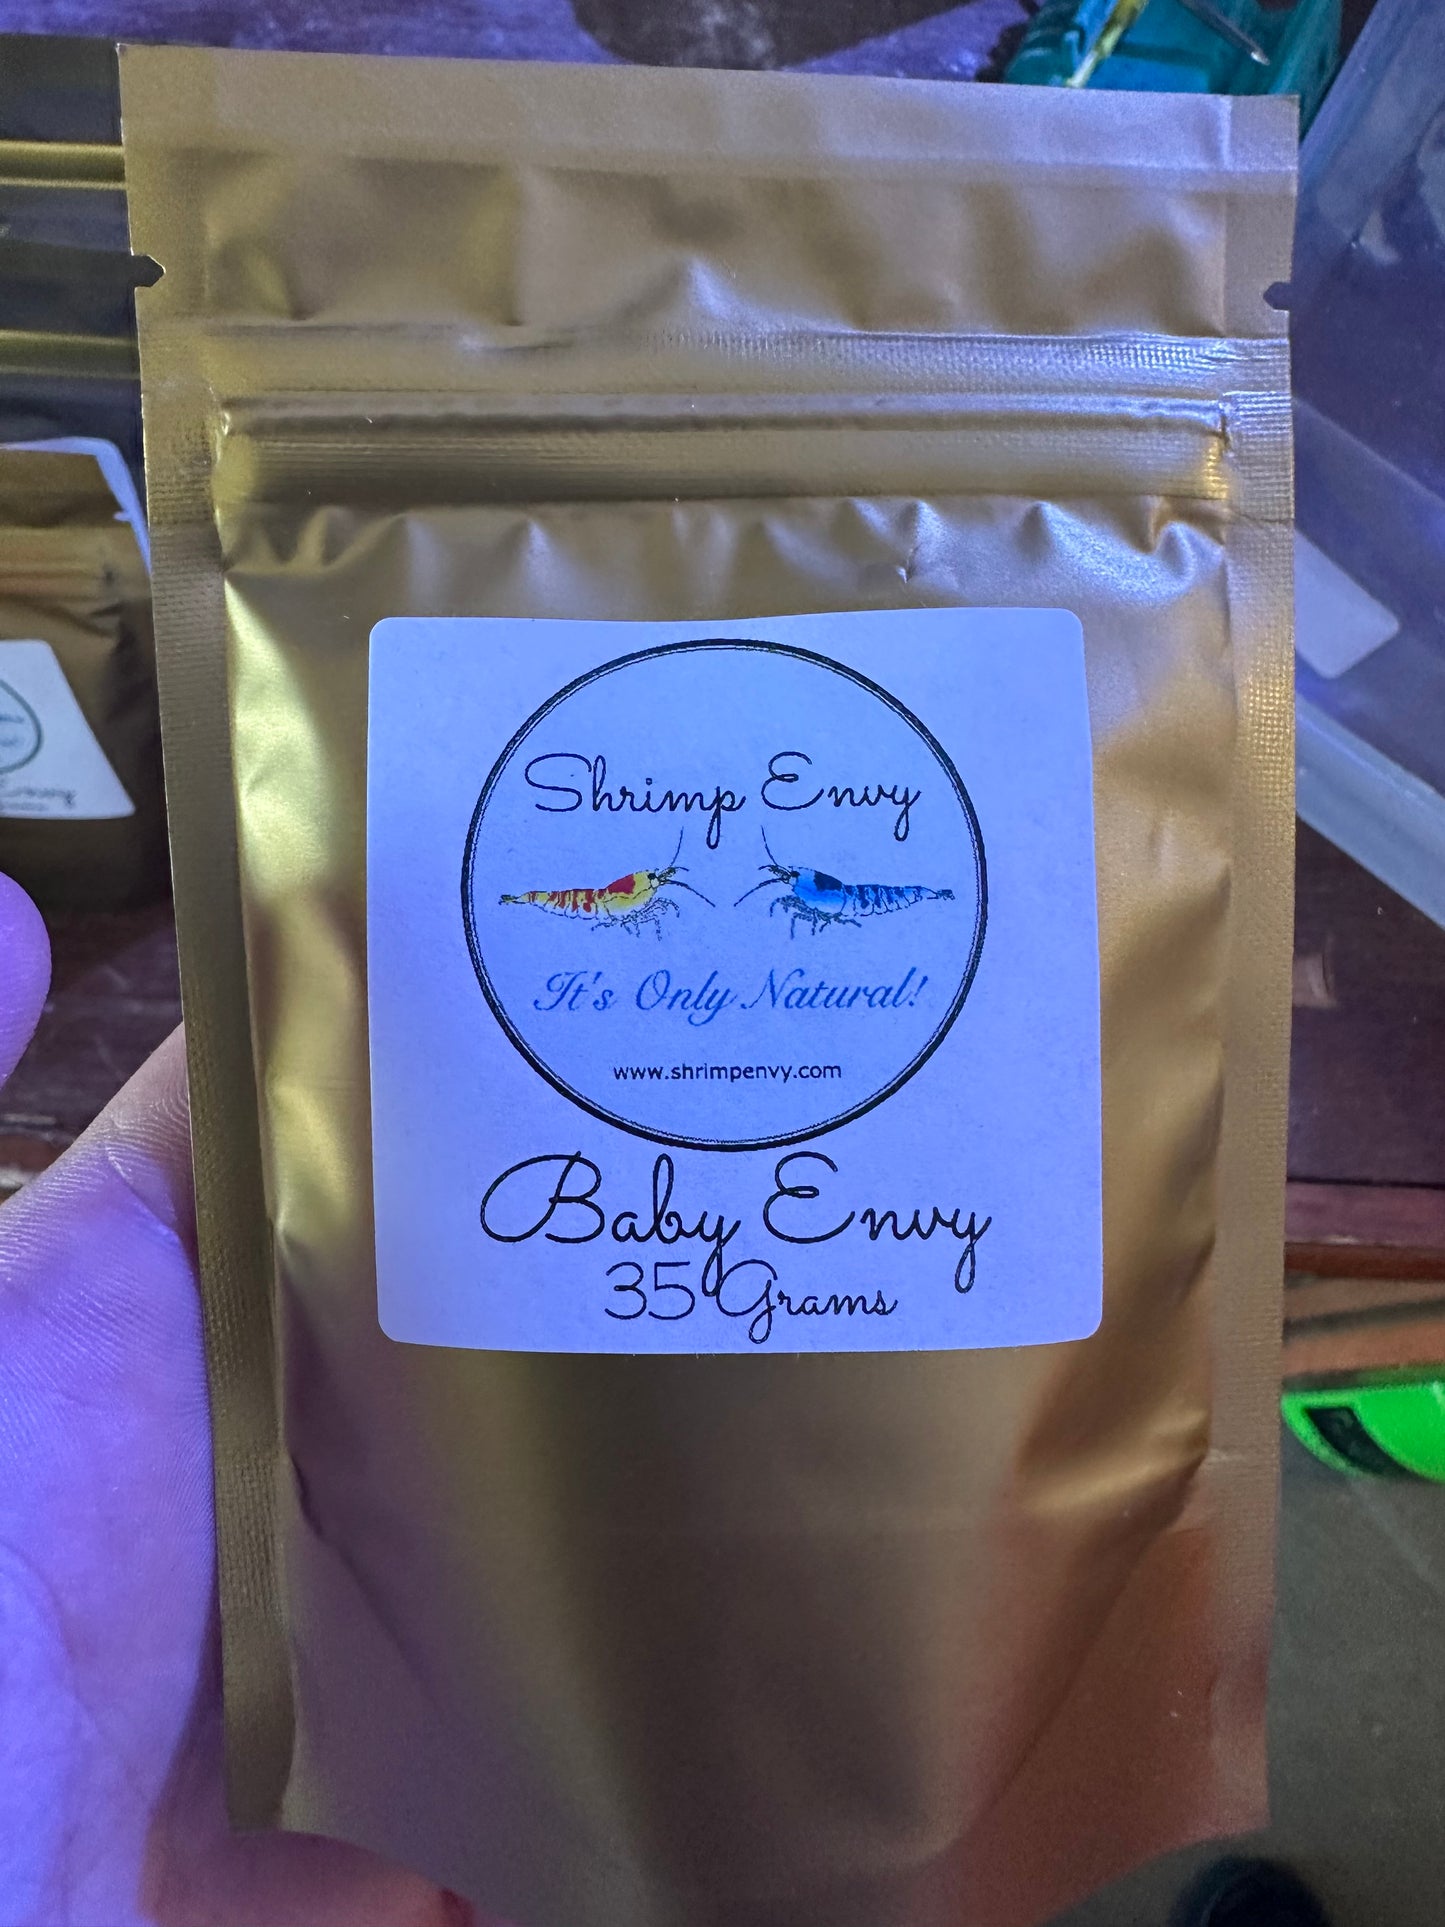 Shrimp Envy
It's Only Natural!
www.shrimpenvy.com
Baby Envy
35 Grams